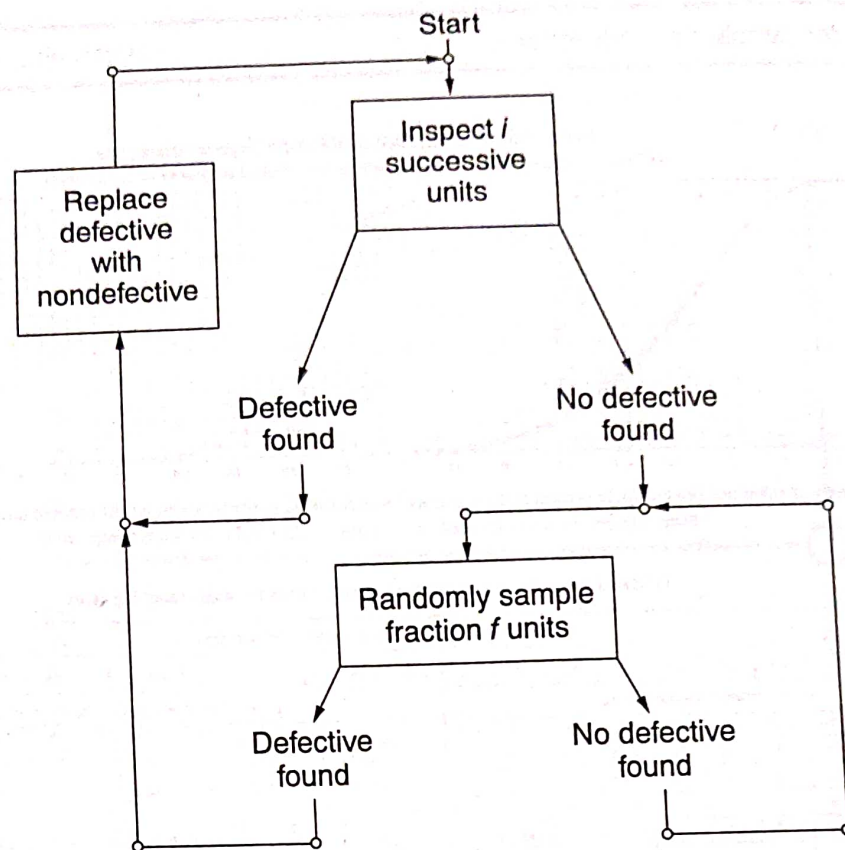 Start
Inspect i
successive
units
Replace
defective
with
nondefective
Defective
found
No defective
found
Randomly sample
fraction f units
Defective
found
No defective
found